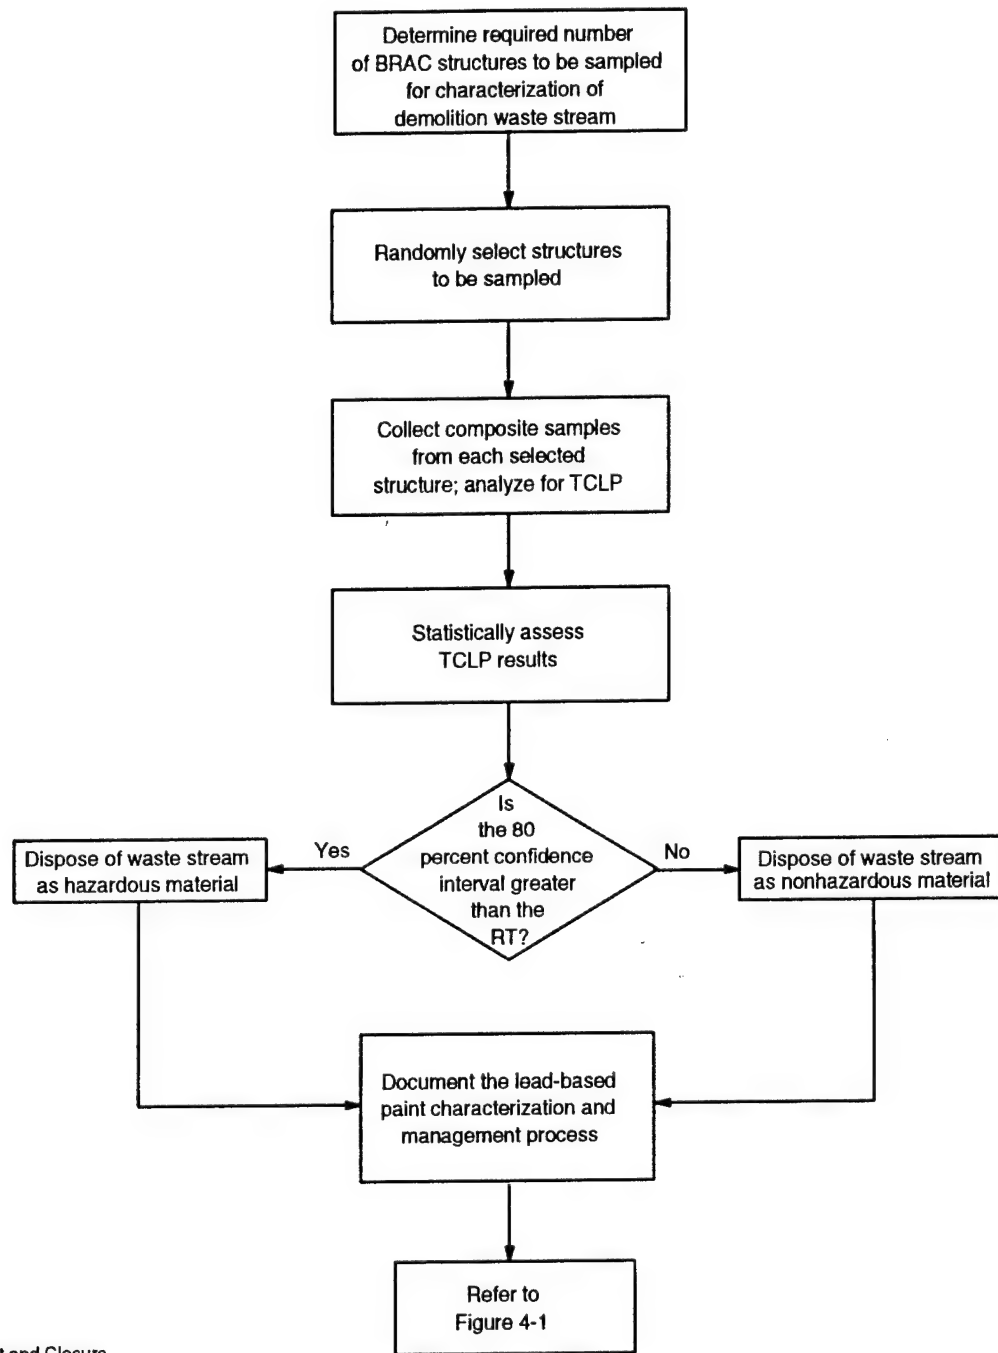 Determine required number
of BRAC structures to be sampled
for characterization of
demolition waste stream
Randomly select structures
to be sampled
Collect composite samples
from each selected
structure; analyze for TCLP
Statistically assess
TCLP results
Is
the 80
percent confidence
interval greater
than the
RT?
Yes
No
Dispose of waste stream
as hazardous material
Dispose of waste stream
as nonhazardous material
Document the lead-based
paint characterization and
management process
Refer to
Figure 4-1
and Closure